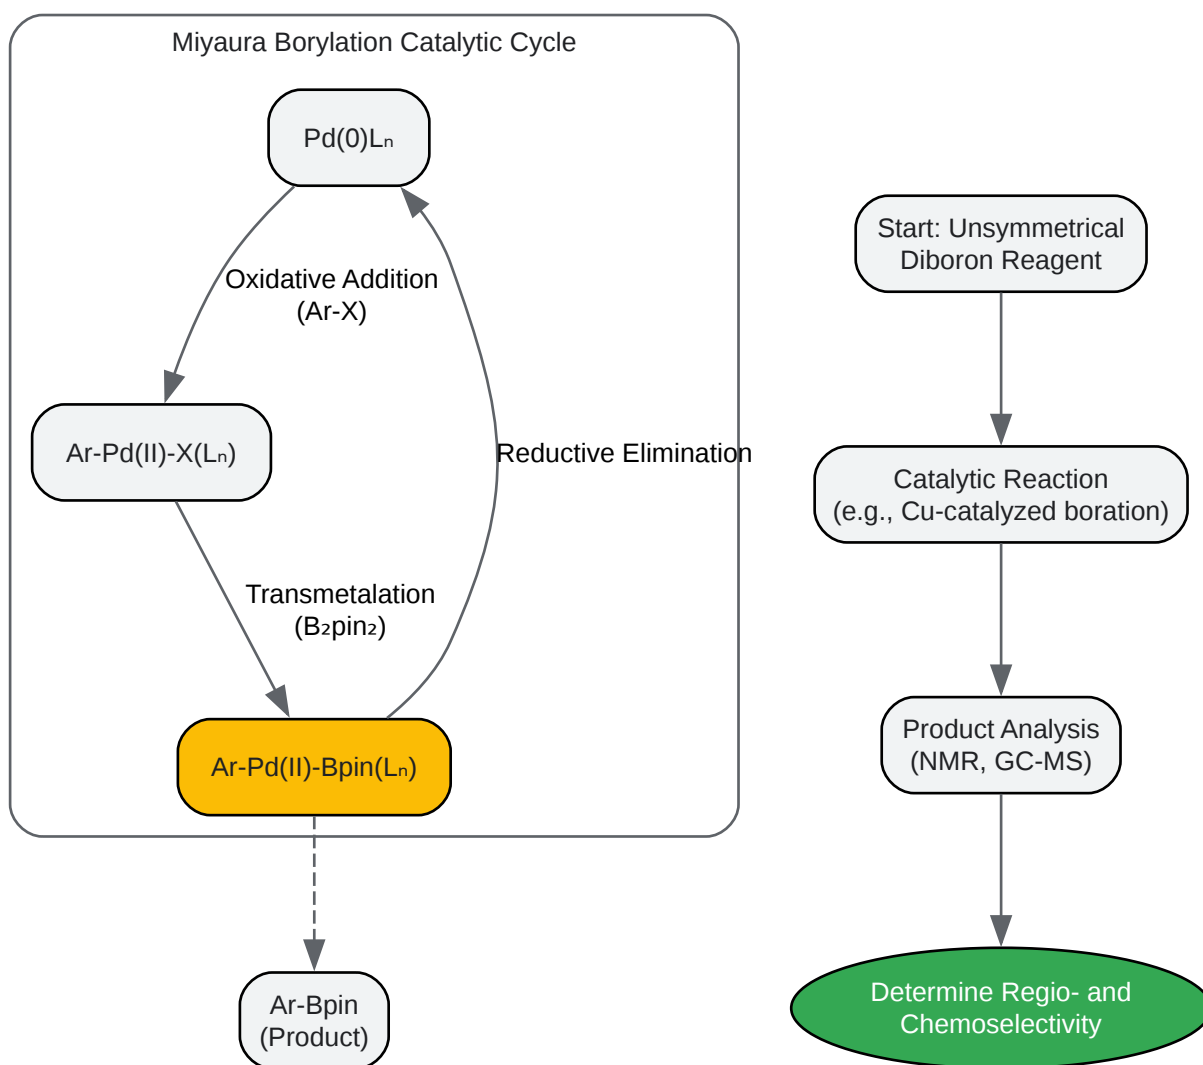 Miyaura Borylation Catalytic Cycle
Pd(0)Lₙ
Oxidative Addition
(Ar-X)
Ar-Pd(II)-X(Lₙ)
Reductive Elimination
Transmetalation
(B₂pin₂)
Ar-Pd(II)-Bpin(Lₙ)
Ar-Bpin
(Product)
Start: Unsymmetrical
Diboron Reagent
Catalytic Reaction
(e.g., Cu-catalyzed boration)
Product Analysis
(NMR, GC-MS)
Determine Regio- and
Chemoselectivity